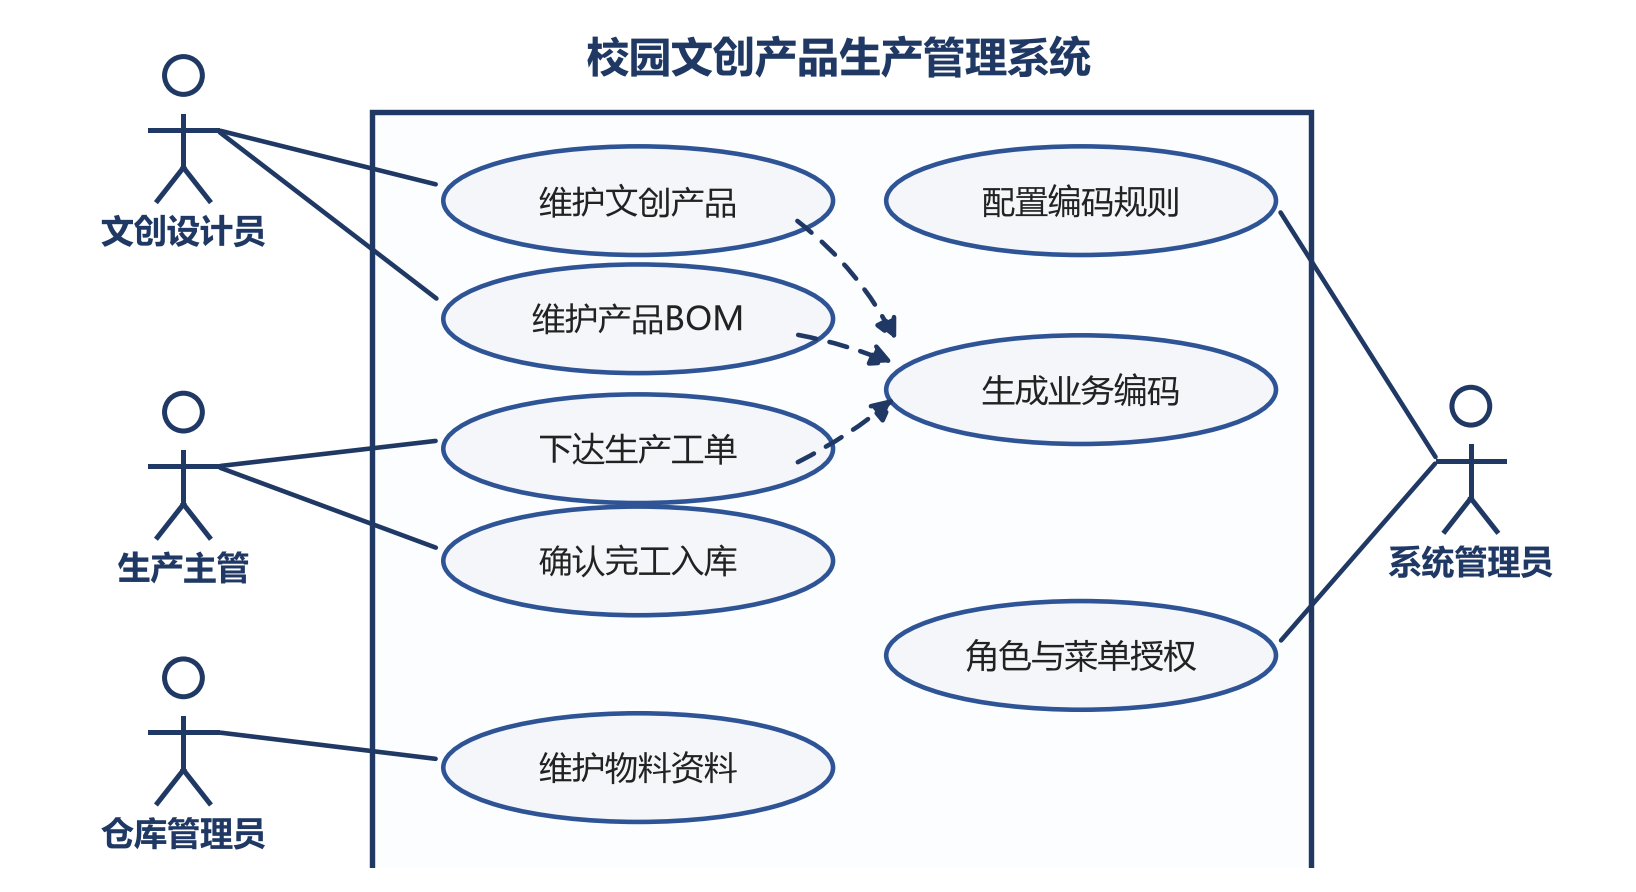 校园文创产品生产管理系统
文创设计员
维护文创产品
配置编码规则
维护产品BOM
生成业务编码
下达生产工单
生产主管
确认完工入库
系统管理员
角色与菜单授权
维护物料资料
仓库管理员